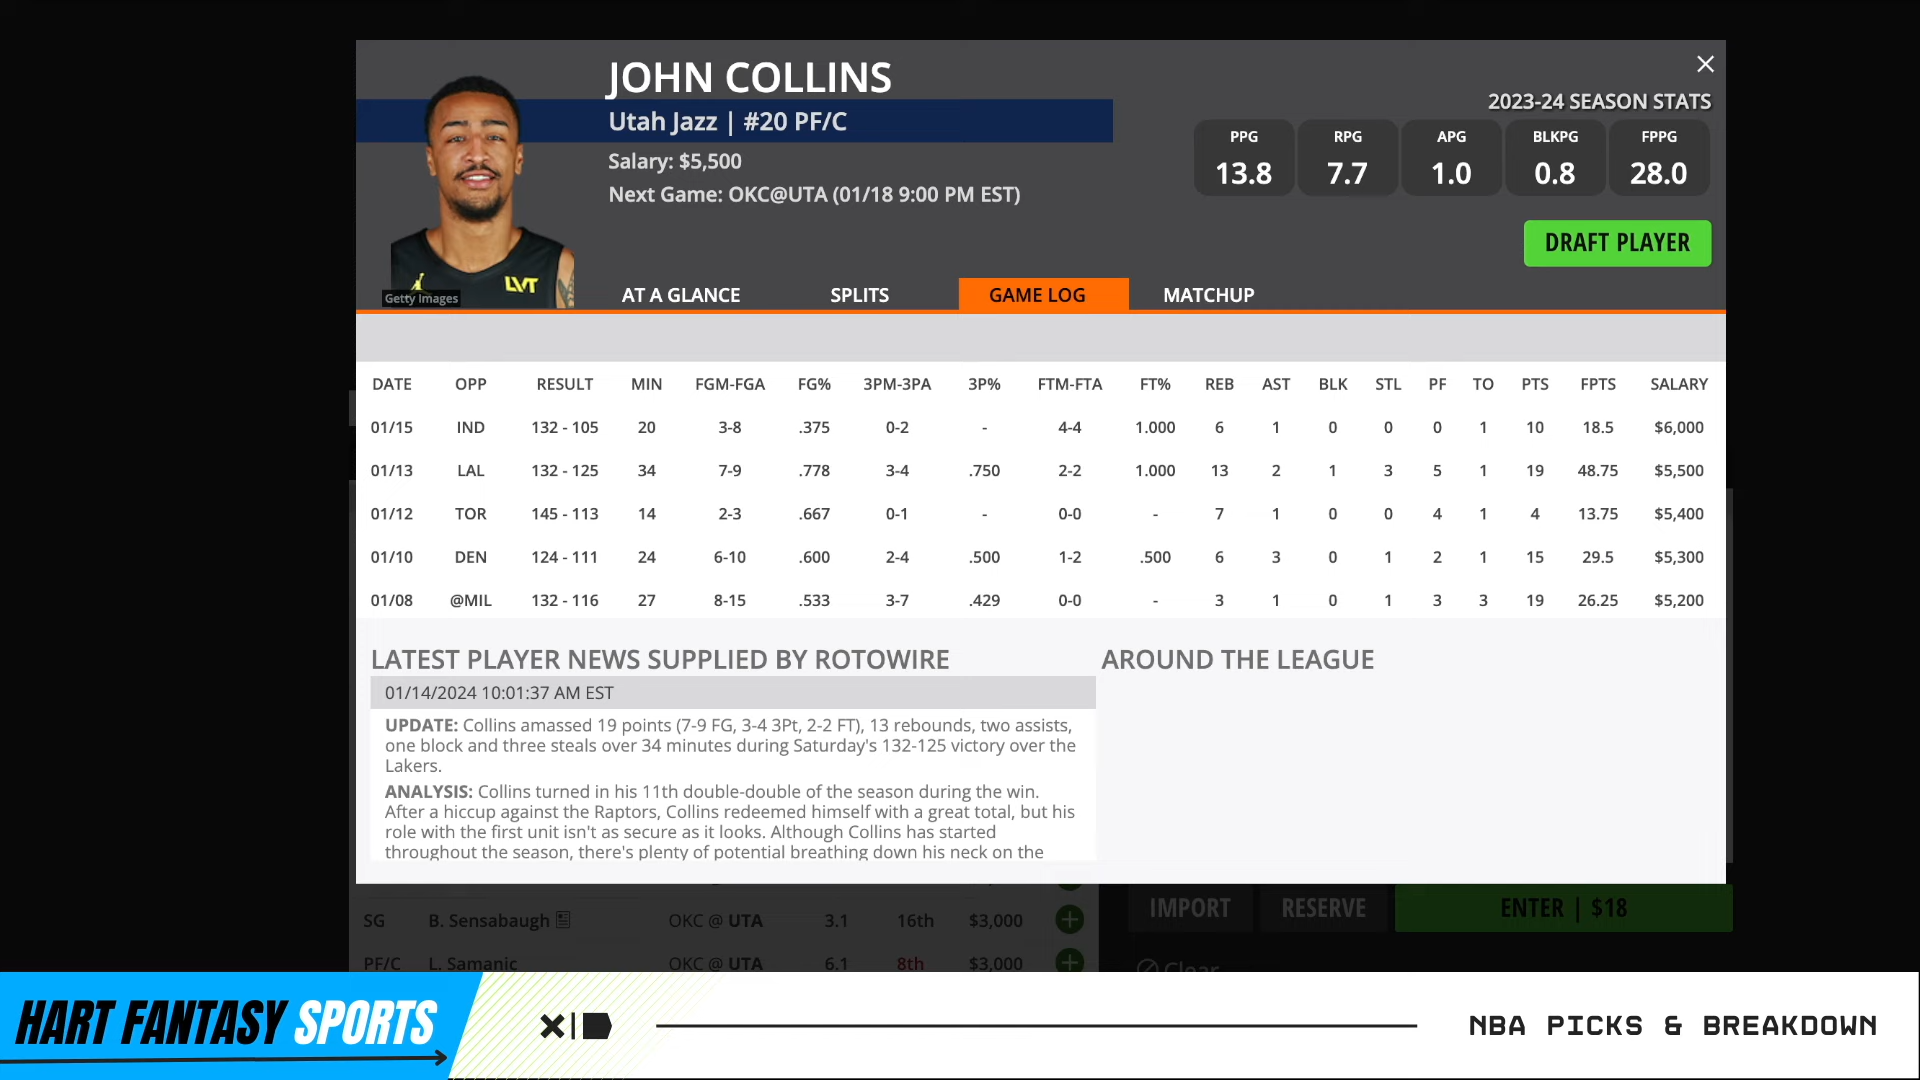 JOHN COLLINS
Utah Jazz | #20 PF/C
Salary: $5,500
Next Game: OKC@UTA (01/18 9:00 PM EST)
Getty Images
LVT
2023-24 SEASON STATS
PPG RPG APG BLKPG FPPG
13.8 7.7 1.0 0.8 28.0
DRAFT PLAYER
AT A GLANCE SPLITS GAME LOG MATCHUP
DATE OPP RESULT MIN FGM-FGA FG% 3PM-3PA 3P% FTM-FTA FT% REB AST BLK STL PF TO PTS FPTS SALARY
01/15 IND 132 - 105 20 3-8 .375 0-2 - 4-4 1.000 6 1 0 0 0 1 10 18.5 $6,000
01/13 LAL 132 - 125 34 7-9 .778 3-4 .750 2-2 1.000 13 2 1 3 5 1 19 48.75 $5,500
01/12 TOR 145 - 113 14 2-3 .667 0-1 - 0-0 - 7 1 0 0 4 1 4 13.75 $5,400
01/10 DEN 124 - 111 24 6-10 .600 2-4 .500 1-2 .500 6 3 0 1 2 1 15 29.5 $5,300
01/08 @MIL 132 - 116 27 8-15 .533 3-7 .429 0-0 - 3 1 0 1 3 3 19 26.25 $5,200
LATEST PLAYER NEWS SUPPLIED BY ROTOWIRE
01/14/2024 10:01:37 AM EST
UPDATE: Collins amassed 19 points (7-9 FG, 3-4 3Pt, 2-2 FT), 13 rebounds, two assists,
one block and three steals over 34 minutes during Saturday's 132-125 victory over the
Lakers.
ANALYSIS: Collins turned in his 11th double-double of the season during the win.
After a hiccup against the Raptors, Collins redeemed himself with a great total, but his
role with the first unit isn't as secure as it looks. Although Collins has started
throughout the season, there's plenty of potential breathing down his neck on the
AROUND THE LEAGUE
SG B. Sensabaugh OKC @ UTA 3.1 16th $3,000
PF/C L. Samanic OKC @ UTA 6.1 8th $3,000
IMPORT RESERVE ENTER | $18
Clear
HART FANTASY SPORTS
NBA PICKS & BREAKDOWN